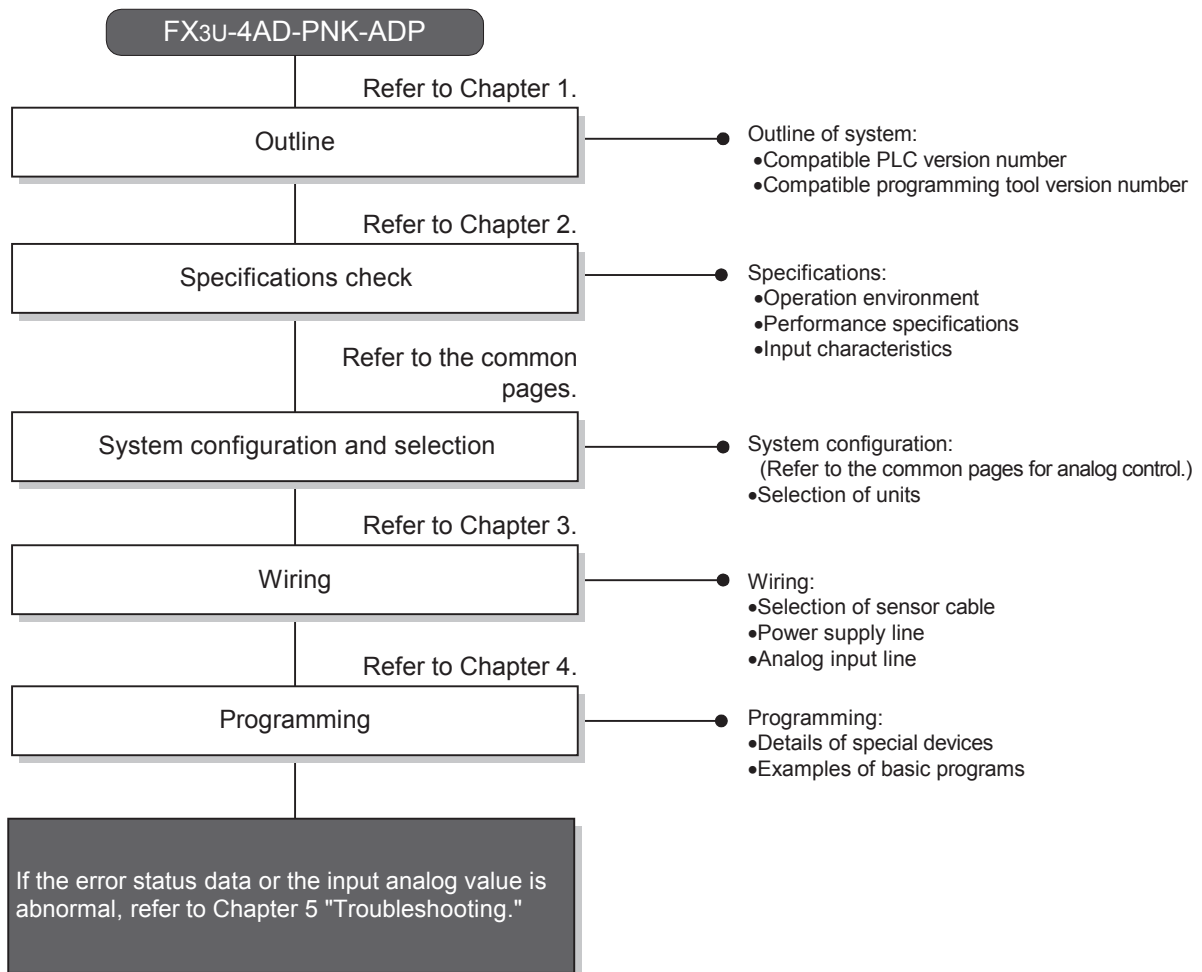 FX3U-4AD-PNK-ADP
Refer to Chapter 1.
Outline
Outline of system:
•Compatible PLC version number
•Compatible programming tool version number
Refer to Chapter 2.
Specifications check
Specifications:
•Operation environment
•Performance specifications
•Input characteristics
Refer to the common
pages.
System configuration and selection
System configuration:
(Refer to the common pages for analog control.)
•Selection of units
Refer to Chapter 3.
Wiring
Wiring:
•Selection of sensor cable
•Power supply line
•Analog input line
Refer to Chapter 4.
Programming
Programming:
•Details of special devices
•Examples of basic programs
If the error status data or the input analog value is
abnormal, refer to Chapter 5 "Troubleshooting."